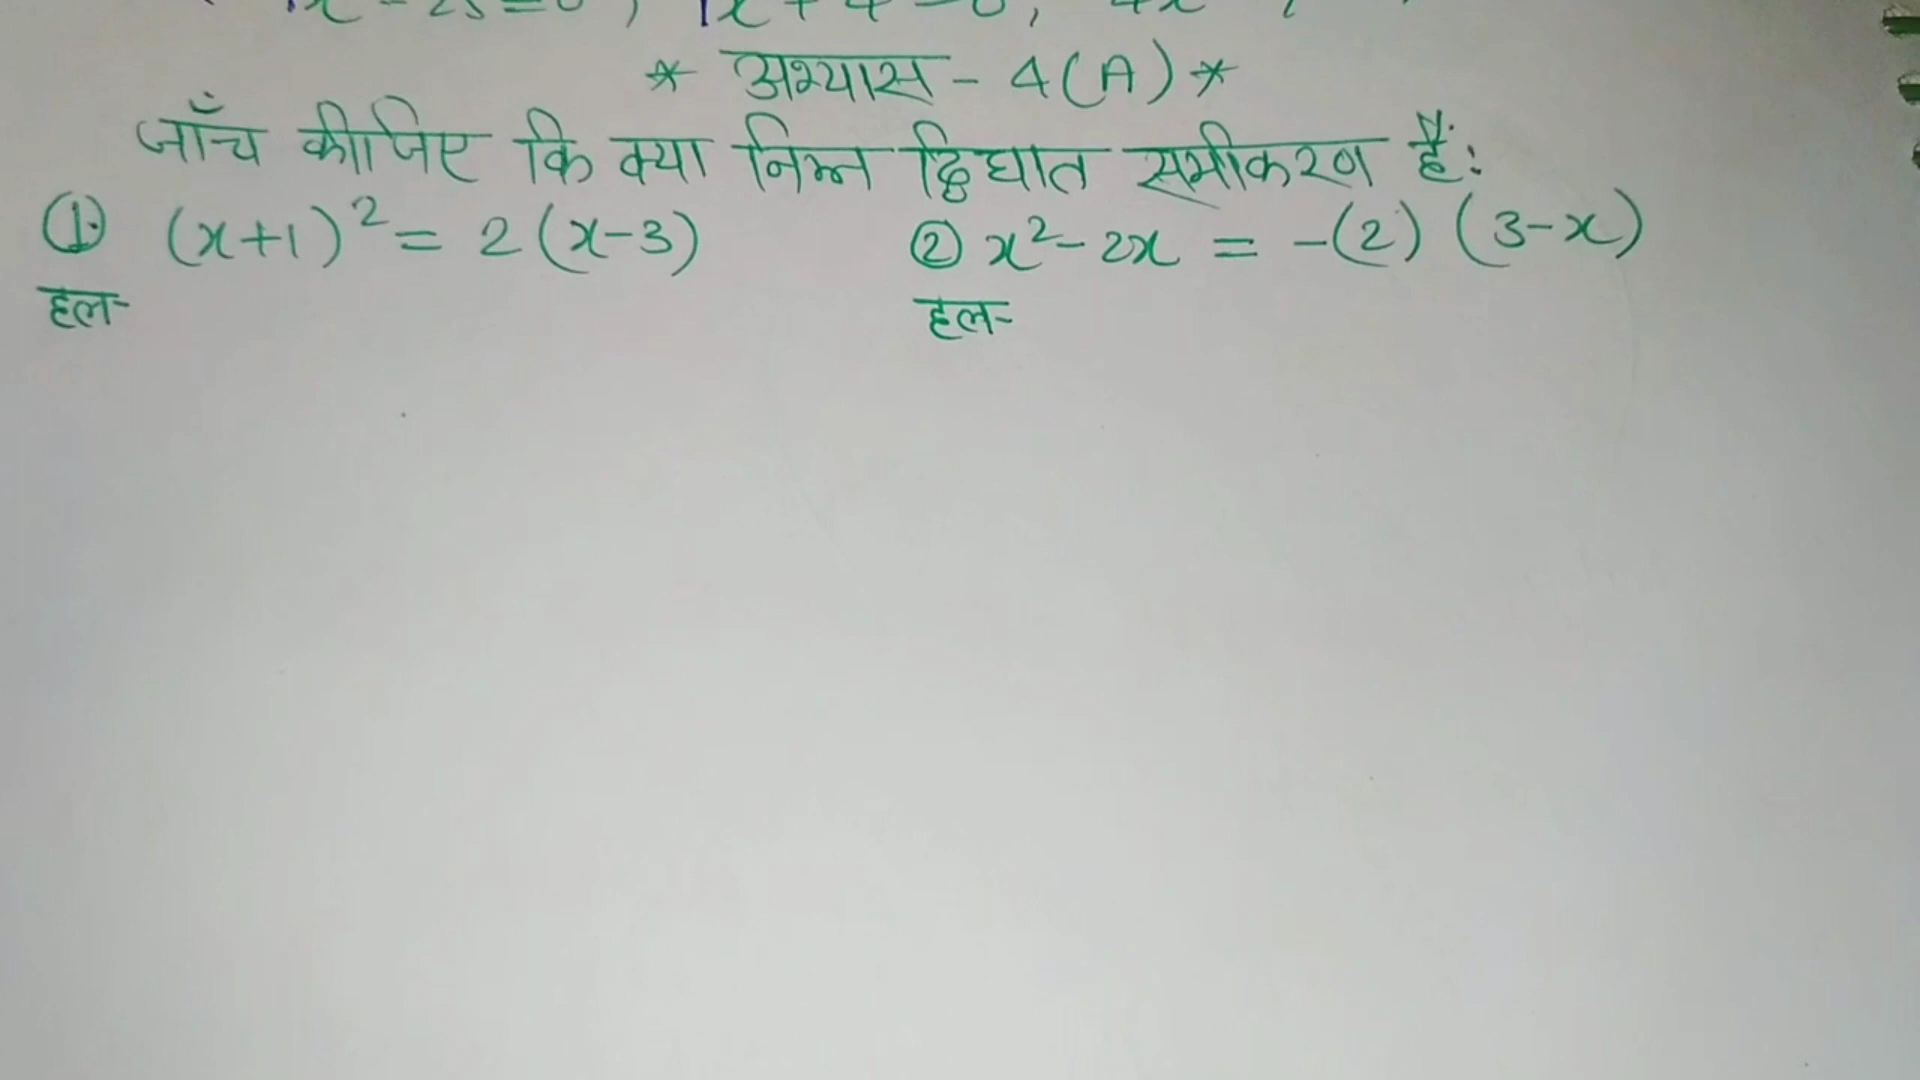 * अभ्यास - 4 (A) *
जाँच कीजिए कि क्या निम्न द्विघात समीकरण हैं:
① (x+1)² = 2(x-3) ② x² - 2x = -(2) (3-x)
हल- हल-